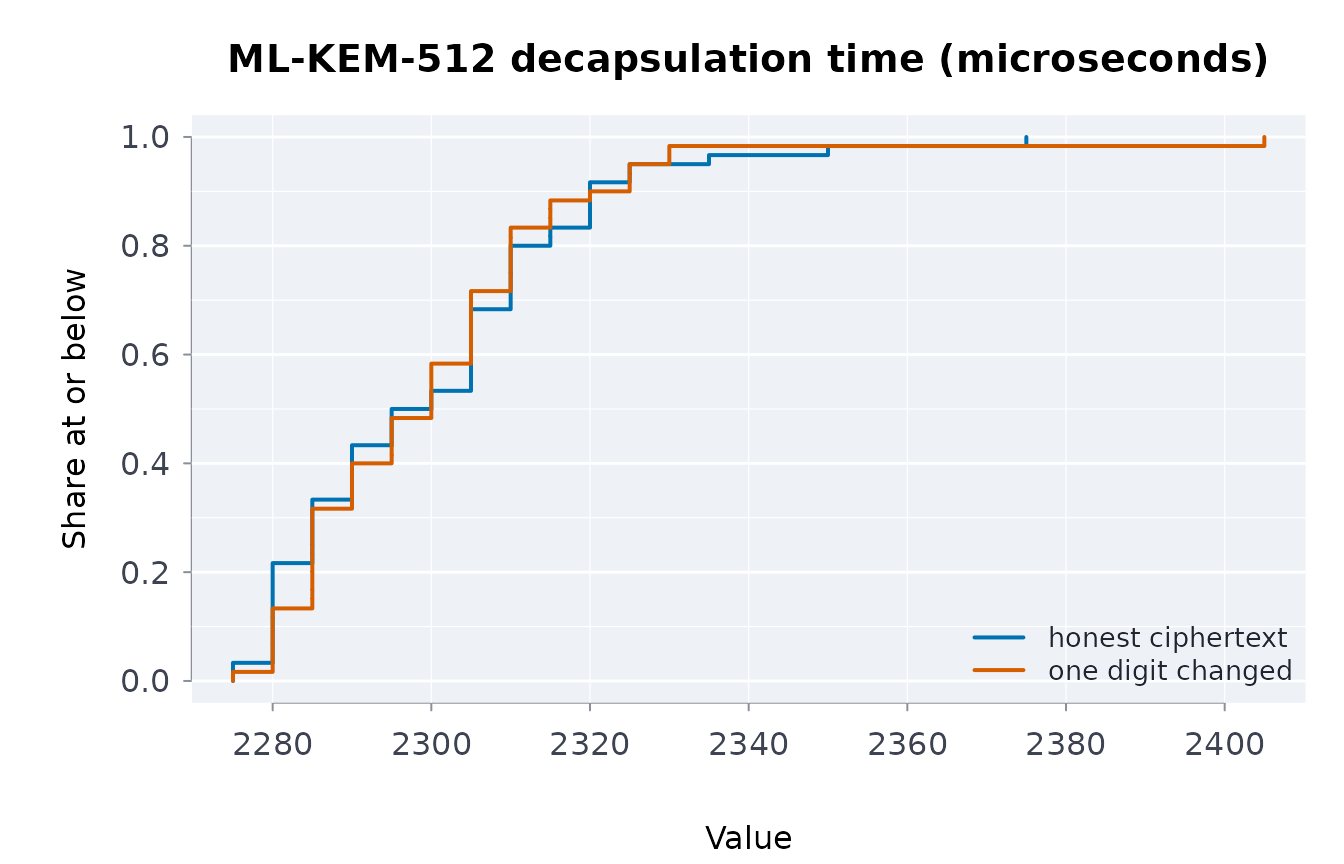 ML-KEM-512 decapsulation time (microseconds)
1.0
0.8
0.6
0.4
0.2
0.0
Share at or below
honest ciphertext
one digit changed
2280 2300 2320 2340 2360 2380 2400
Value